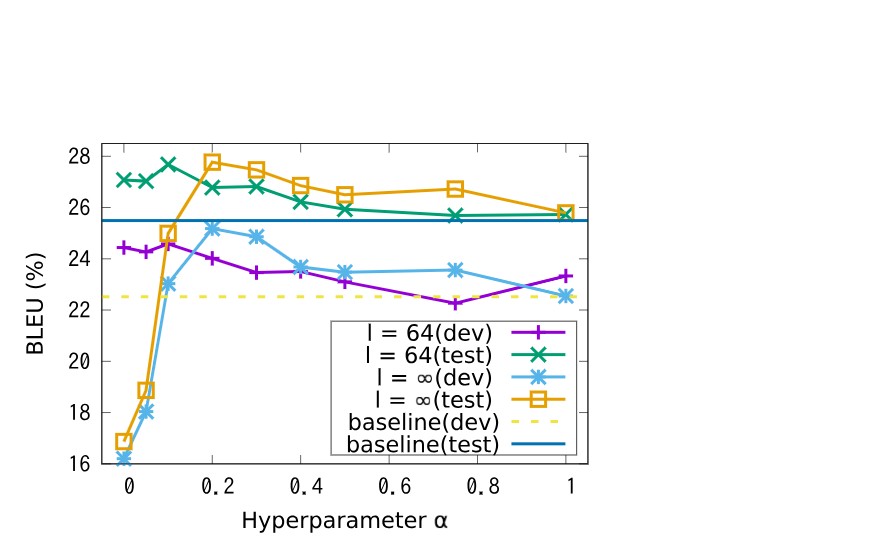 28
26
24
22
20
18
16
BLEU (%)
l = 64(dev)
l = 64(test)
l = ∞(dev)
l = ∞(test)
baseline(dev)
baseline(test)
0 0.2 0.4 0.6 0.8 1
Hyperparameter α